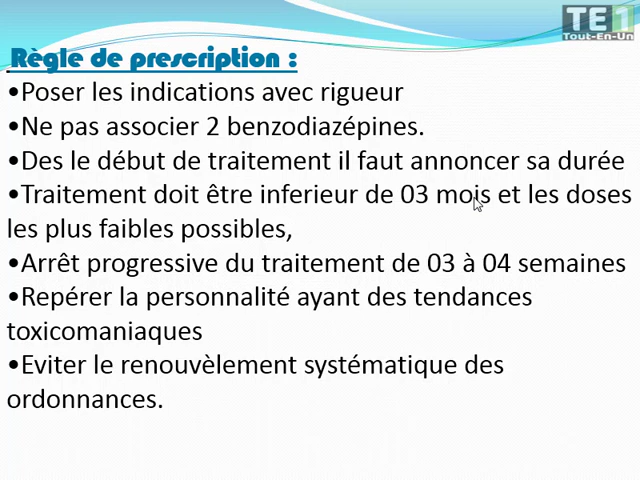 TE1
Tout-En-Un
Règle de prescription :
•Poser les indications avec rigueur
•Ne pas associer 2 benzodiazépines.
•Des le début de traitement il faut annoncer sa durée
•Traitement doit être inferieur de 03 mois et les doses
les plus faibles possibles,
•Arrêt progressive du traitement de 03 à 04 semaines
•Repérer la personnalité ayant des tendances
toxicomaniaques
•Eviter le renouvèlement systématique des
ordonnances.